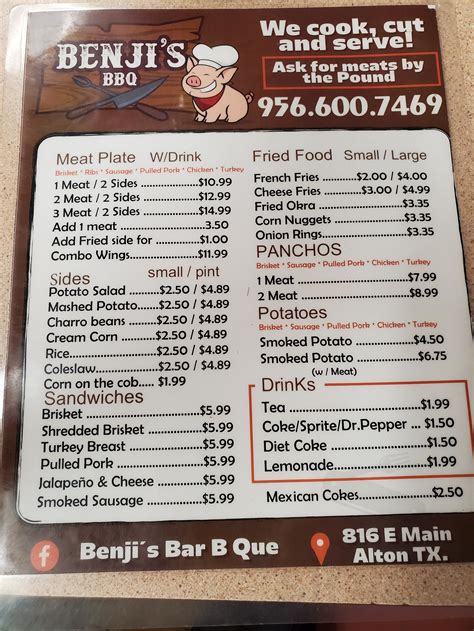 BENJI'S
BBQ
We cook, cut
and serve!
Ask for meats by
the Pound
956.600.7469
Meat Plate W/Drink
Brisket * Ribs * Sausage * Pulled Pork * Chicken * Turkey
1 Meat / 2 Sides ..............$10.99
2 Meat / 2 Sides ..............$12.99
3 Meat / 2 Sides ..............$14.99
Add 1 meat ....................3.50
Add Fried side for .........$1.00
Combo Wings................$11.99
Sides small / pint
Potato Salad ........$2.50 / $4.89
Mashed Potato......$2.50 / $4.89
Charro beans .......$2.50 / $4.89
Cream Corn .........$2.50 / $4.89
Rice......................$2.50 / $4.89
Coleslaw...............$2.50 / $4.89
Corn on the cob..... $1.99
Sandwiches
Brisket ............................$5.99
Shredded Brisket ............$5.99
Turkey Breast .................$5.99
Pulled Pork ....................$5.99
Jalapeño & Cheese .........$5.99
Smoked Sausage ............$5.99
Fried Food Small / Large
French Fries ...........$2.00 / $4.00
Cheese Fries ..........$3.00 / $4.99
Fried Okra ......................$3.35
Corn Nuggets .................$3.35
Onion Rings....................$3.35
PANCHOS
Brisket * Sausage * Pulled Pork * Chicken * Turkey
1 Meat ............................$7.99
2 Meat ............................$8.99
Potatoes
Brisket * Sausage * Pulled Pork * Chicken * Turkey
Smoked Potato ...............$4.50
Smoked Potato ...............$6.75
(w / Meat)
DrinKs
Tea ..............................$1.99
Coke/Sprite/Dr.Pepper ... $1.50
Diet Coke .....................$1.50
Lemonade.....................$1.99
Mexican Cokes................$2.50
Benji´s Bar B Que
816 E Main
Alton TX.